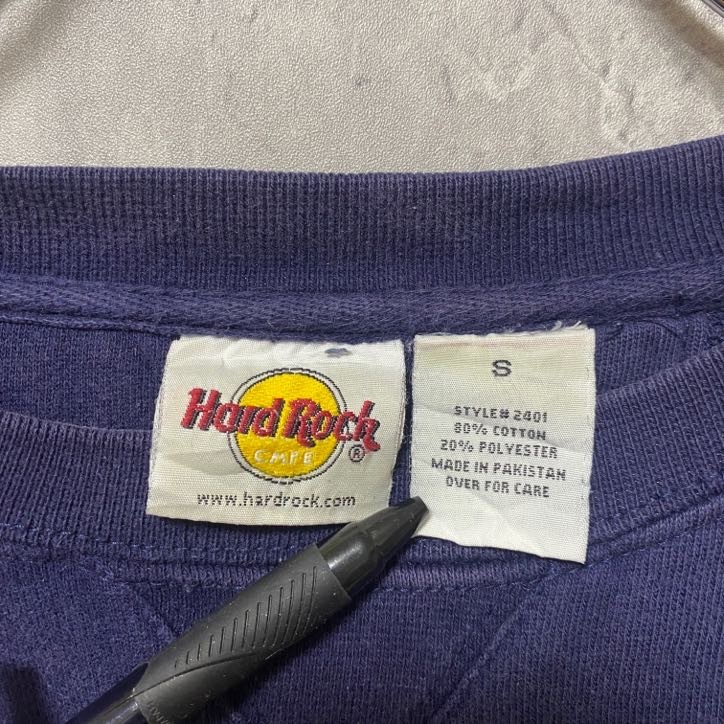 Hard Rock
CAFE
®
www.hardrock.com
S
STYLE# 2401
80% COTTON
20% POLYESTER
MADE IN PAKISTAN
OVER FOR CARE